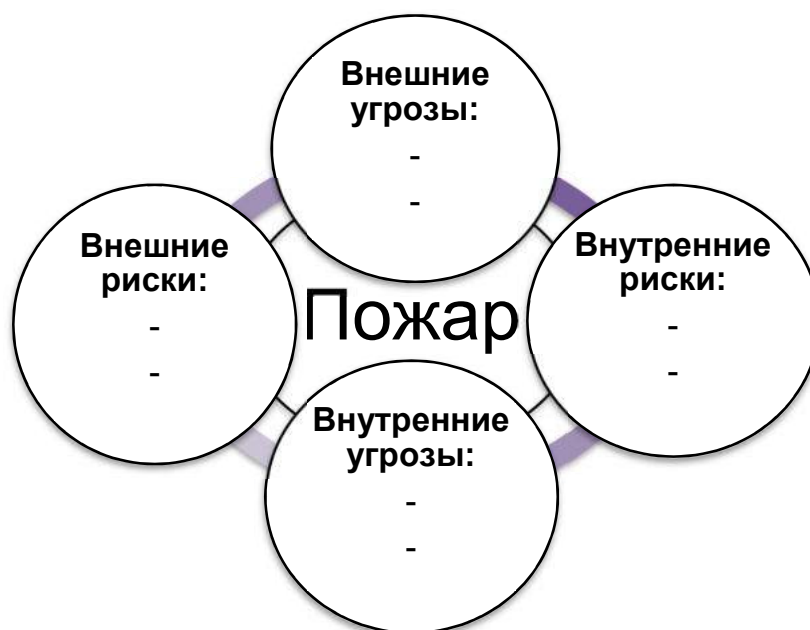 Внешние
угрозы:
-
-
Внешние
риски:
-
-
Пожар
Внутренние
риски:
-
-
Внутренние
угрозы:
-
-